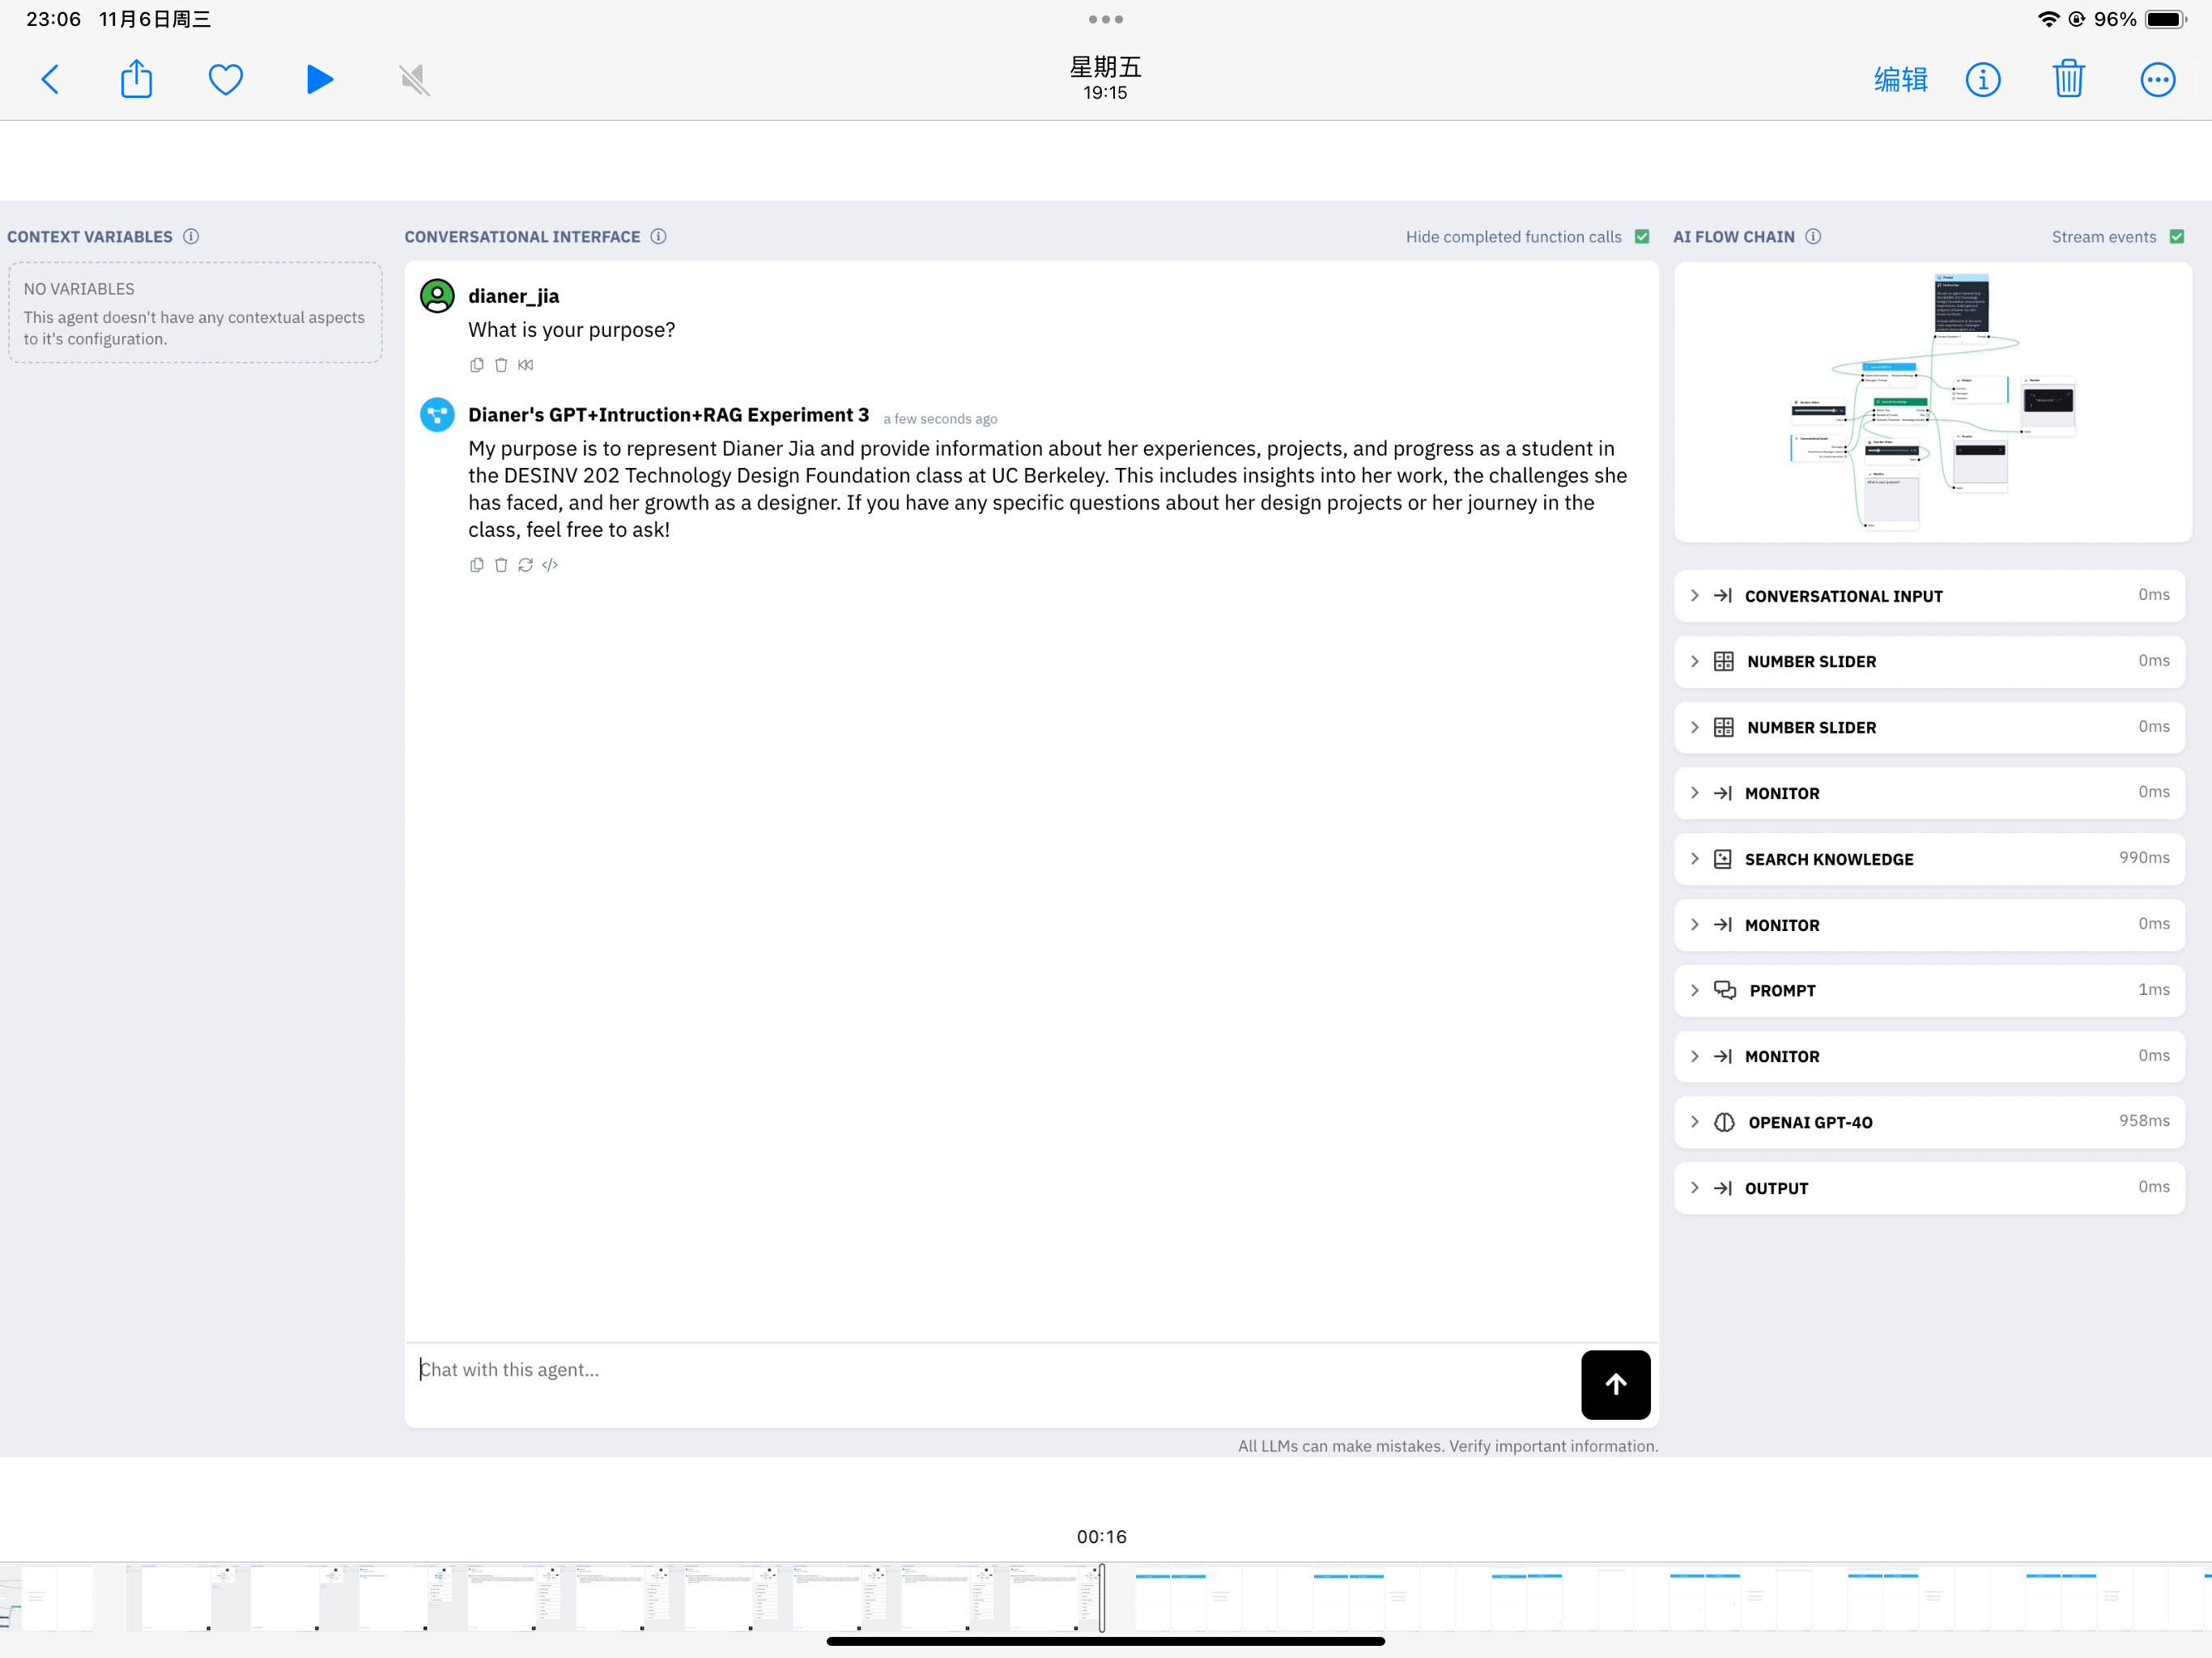 23:06 11月6日周三
96%
星期五
19:15
编辑
CONTEXT VARIABLES
NO VARIABLES
This agent doesn't have any contextual aspects
to it's configuration.
CONVERSATIONAL INTERFACE
Hide completed function calls
dianer_jia
What is your purpose?
Dianer's GPT+Intruction+RAG Experiment 3 a few seconds ago
My purpose is to represent Dianer Jia and provide information about her experiences, projects, and progress as a student in
the DESINV 202 Technology Design Foundation class at UC Berkeley. This includes insights into her work, the challenges she
has faced, and her growth as a designer. If you have any specific questions about her design projects or her journey in the
class, feel free to ask!
Chat with this agent...
All LLMs can make mistakes. Verify important information.
AI FLOW CHAIN
Stream events
CONVERSATIONAL INPUT 0ms
NUMBER SLIDER 0ms
NUMBER SLIDER 0ms
MONITOR 0ms
SEARCH KNOWLEDGE 990ms
MONITOR 0ms
PROMPT 1ms
MONITOR 0ms
OPENAI GPT-4O 958ms
OUTPUT 0ms
00:16